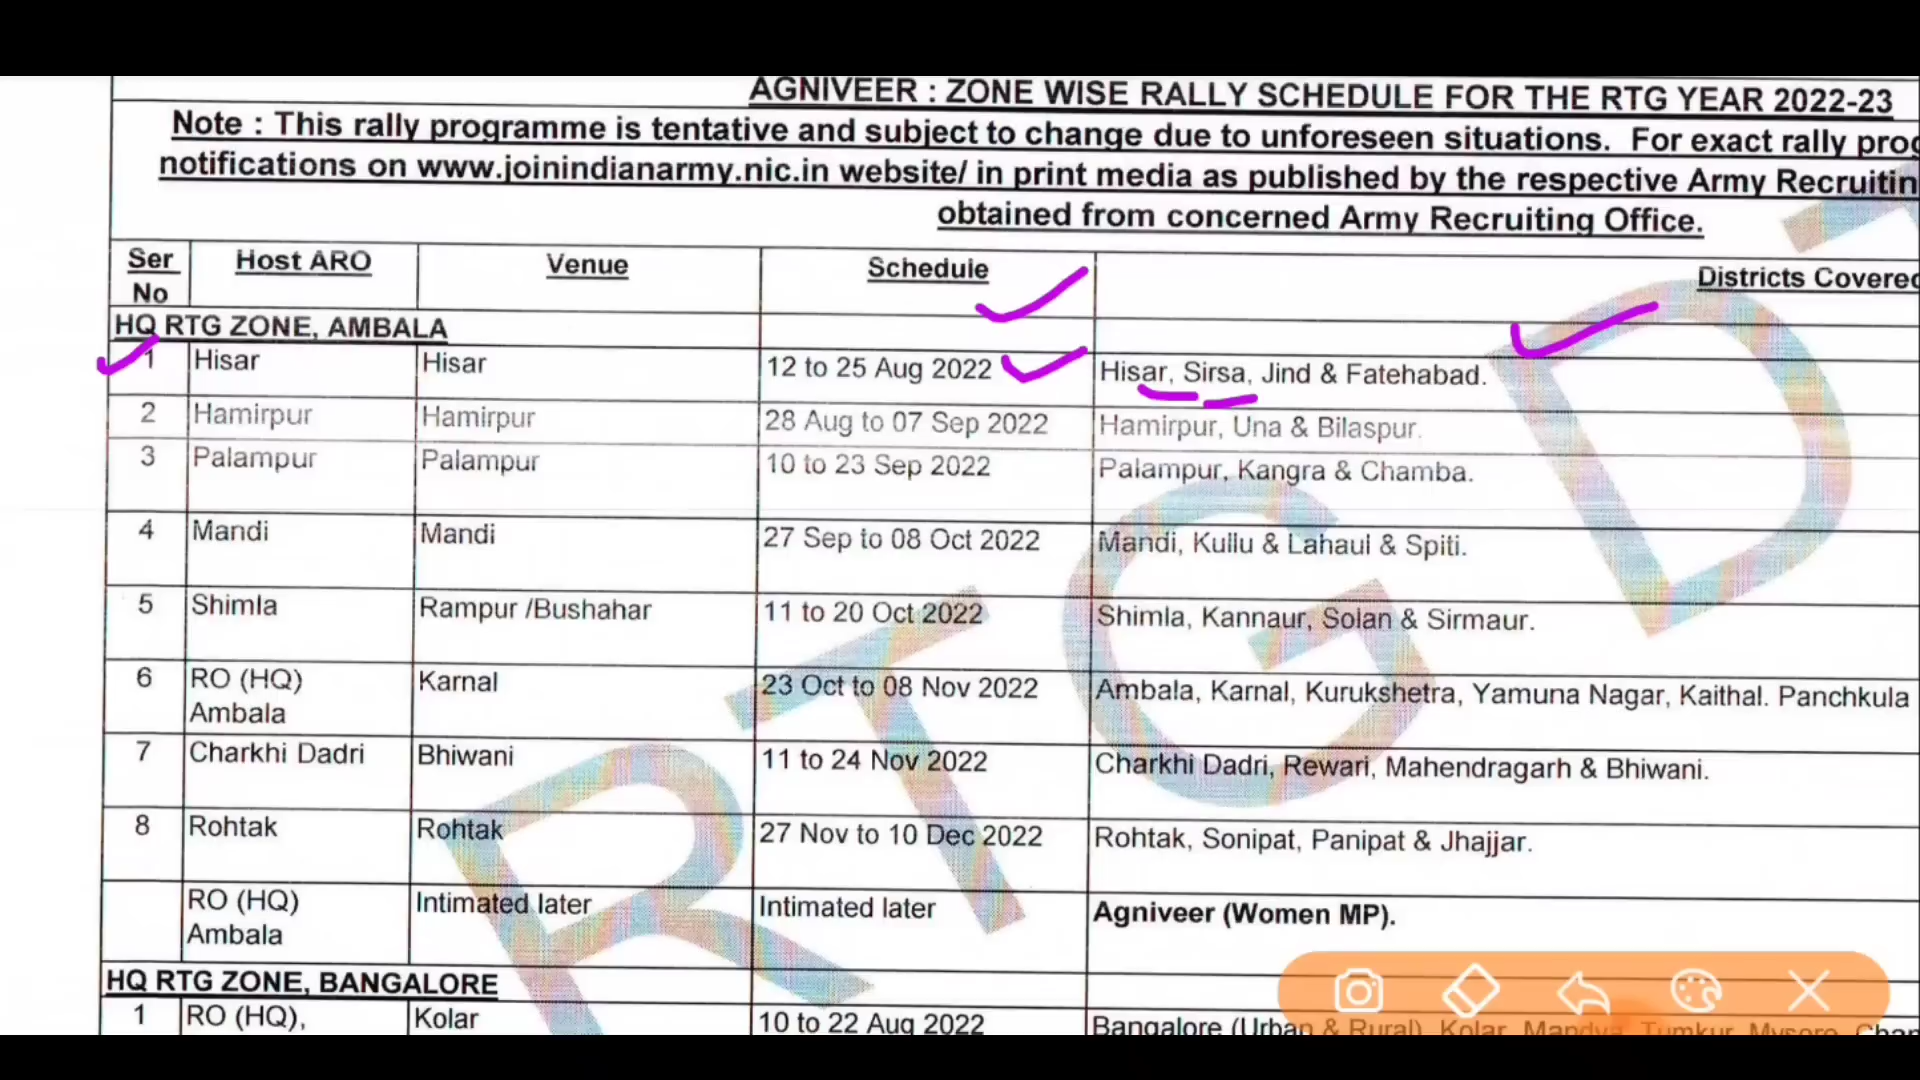 AGNIVEER : ZONE WISE RALLY SCHEDULE FOR THE RTG YEAR 2022-23
Note : This rally programme is tentative and subject to change due to unforeseen situations. For exact rally prog
notifications on www.joinindianarmy.nic.in website/ in print media as published by the respective Army Recruitin
obtained from concerned Army Recruiting Office.
Ser No Host ARO Venue Schedule Districts Covered
HQ RTG ZONE, AMBALA
1 Hisar Hisar 12 to 25 Aug 2022 Hisar, Sirsa, Jind & Fatehabad.
2 Hamirpur Hamirpur 28 Aug to 07 Sep 2022 Hamirpur, Una & Bilaspur.
3 Palampur Palampur 10 to 23 Sep 2022 Palampur, Kangra & Chamba.
4 Mandi Mandi 27 Sep to 08 Oct 2022 Mandi, Kullu & Lahaul & Spiti.
5 Shimla Rampur /Bushahar 11 to 20 Oct 2022 Shimla, Kannaur, Solan & Sirmaur.
6 RO (HQ) Ambala Karnal 23 Oct to 08 Nov 2022 Ambala, Karnal, Kurukshetra, Yamuna Nagar, Kaithal. Panchkula
7 Charkhi Dadri Bhiwani 11 to 24 Nov 2022 Charkhi Dadri, Rewari, Mahendragarh & Bhiwani.
8 Rohtak Rohtak 27 Nov to 10 Dec 2022 Rohtak, Sonipat, Panipat & Jhajjar.
RO (HQ) Ambala Intimated later Intimated later Agniveer (Women MP).
HQ RTG ZONE, BANGALORE
1 RO (HQ), Kolar 10 to 22 Aug 2022 Bangalore (Urban & Rural), Kolar, Mandya, Tumkur, Mysore, Cham
RTG D